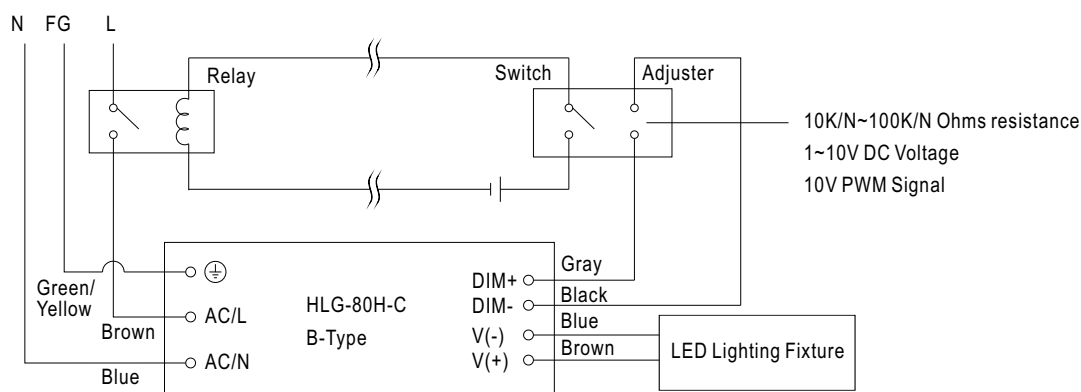 N FG L
Relay
Switch
Adjuster
10K/N~100K/N Ohms resistance
1~10V DC Voltage
10V PWM Signal
Green/
Yellow
Brown
Blue
AC/L
AC/N
HLG-80H-C
B-Type
DIM+
DIM-
V(-)
V(+)
Gray
Black
Blue
Brown
LED Lighting Fixture